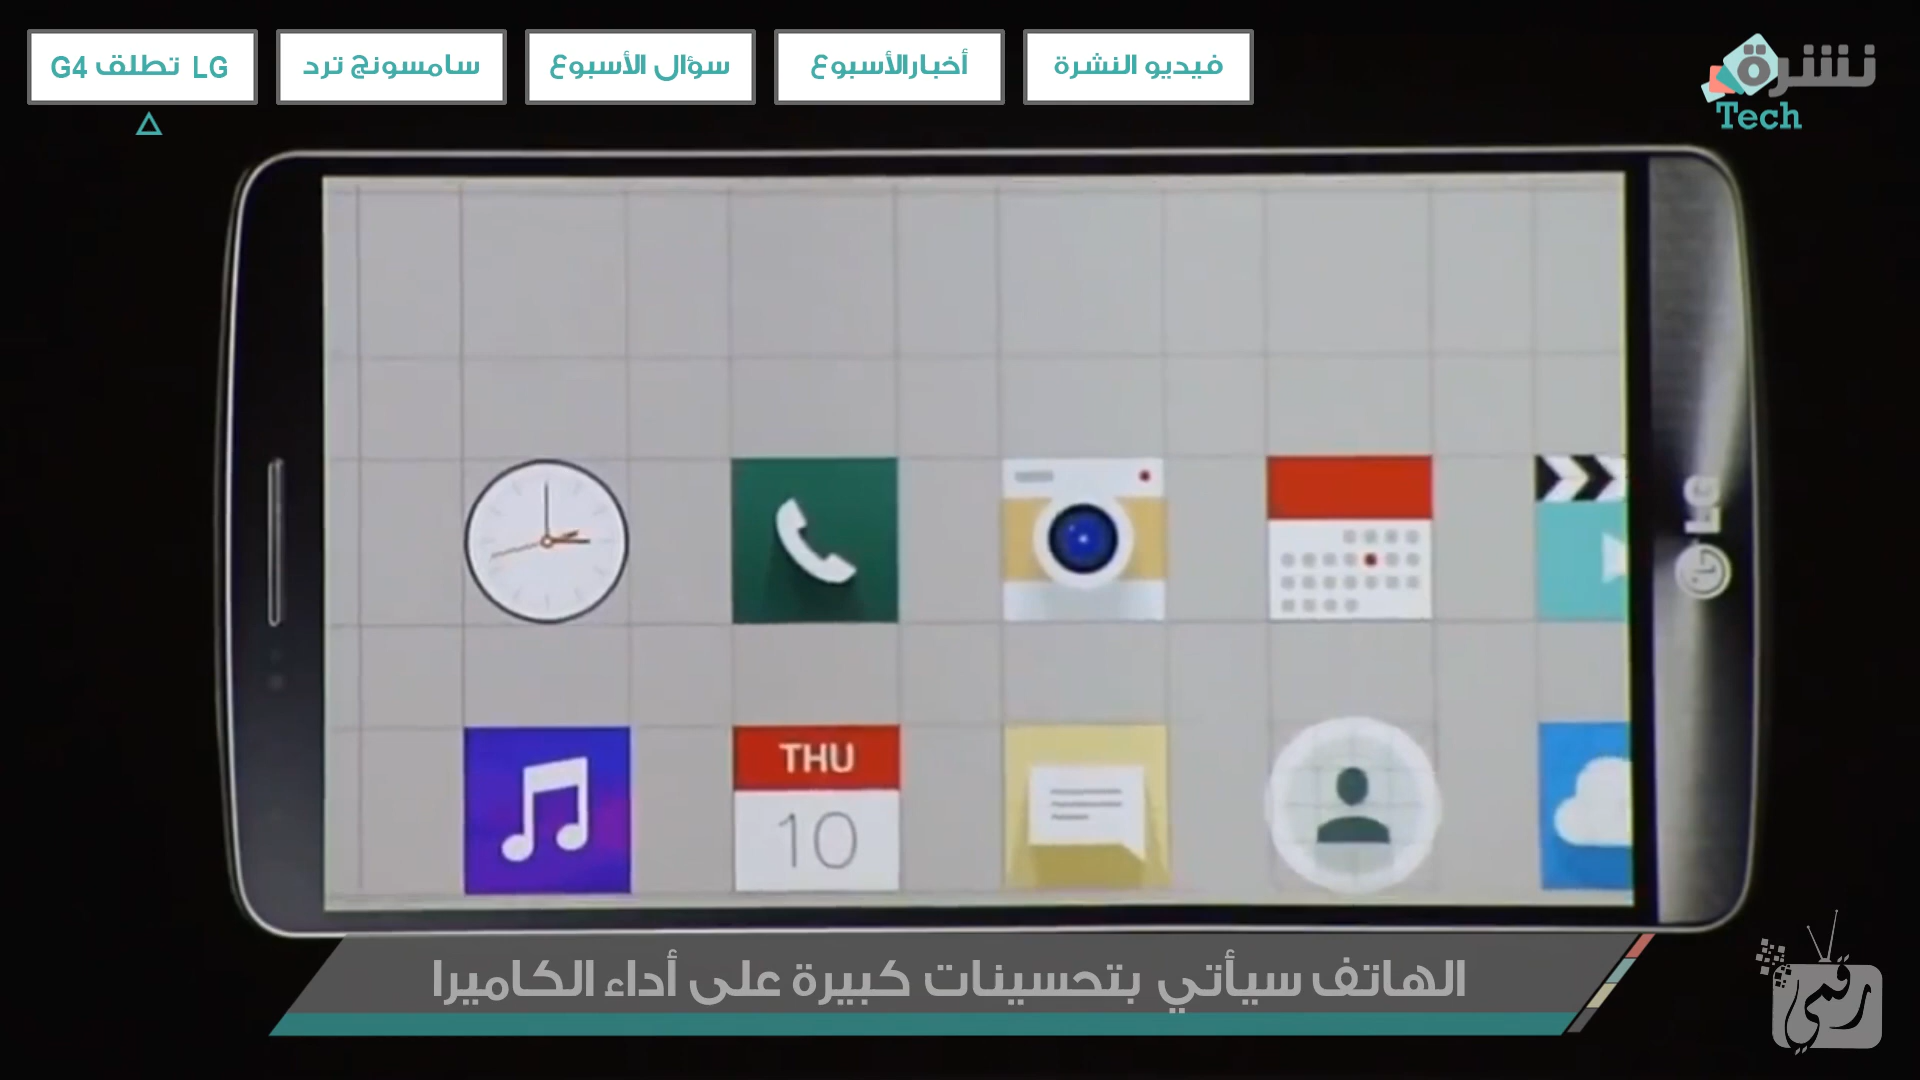 LG تطلق G4
سامسونج ترد
سؤال الأسبوع
أخبارالأسبوع
فيديو النشرة
نشرة
Tech
LG
THU
10
الهاتف سيأتي بتحسينات كبيرة على أداء الكاميرا
رقمي